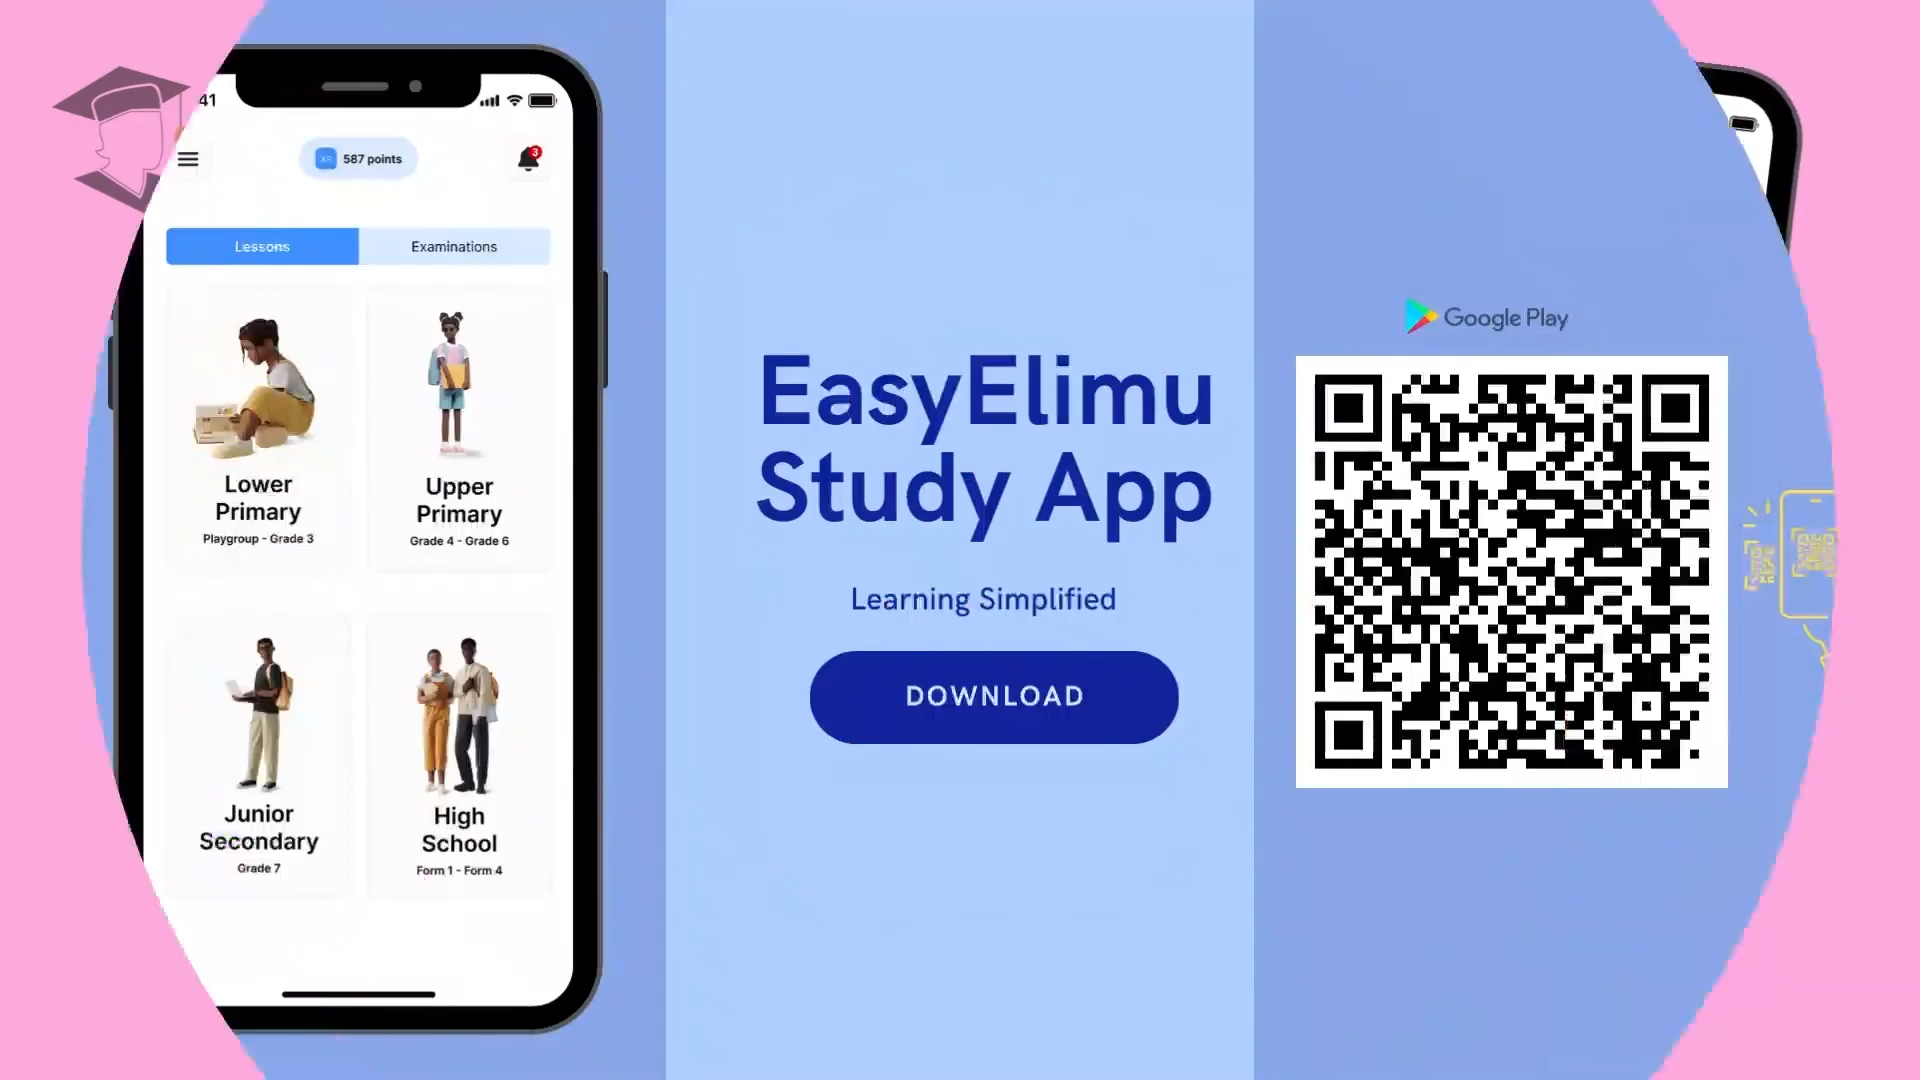 41
587 points
3
Lessons
Examinations
Lower
Primary
Playgroup - Grade 3
Upper
Primary
Grade 4 - Grade 6
Junior
Secondary
Grade 7
High
School
Form 1 - Form 4
EasyElimu
Study App
Learning Simplified
DOWNLOAD
Google Play